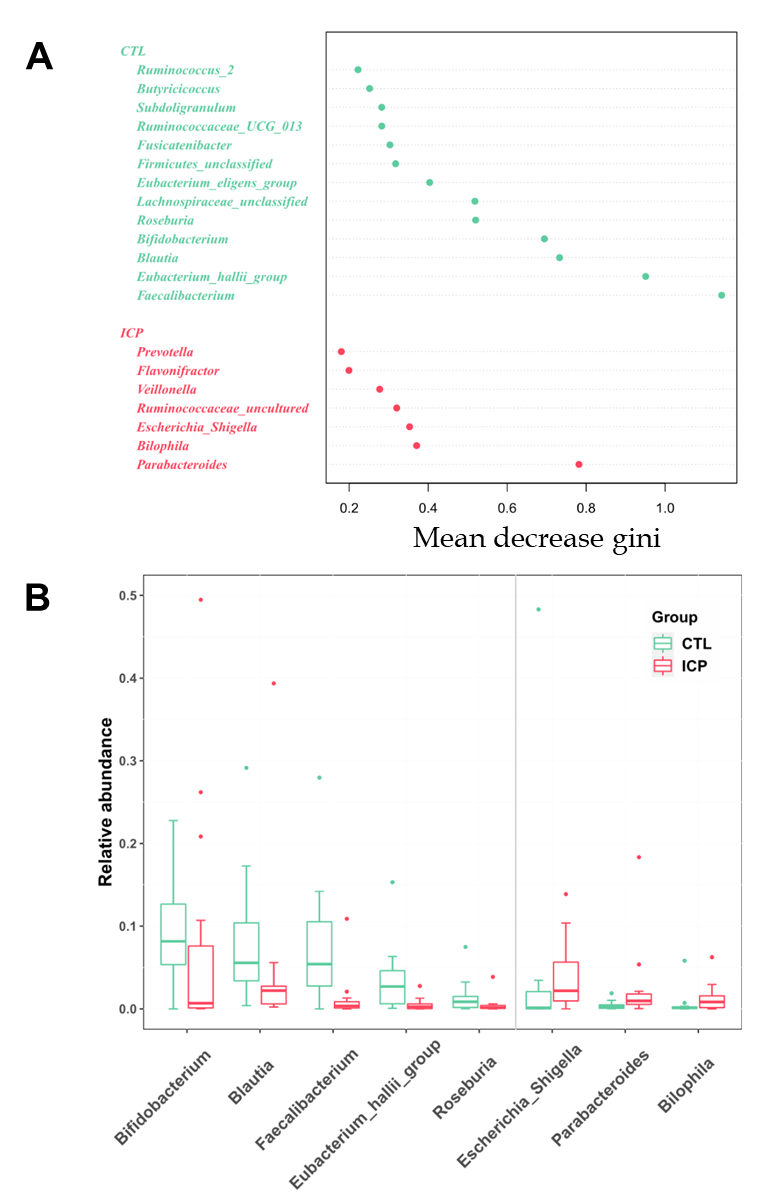 A
CTL
Ruminococcus_2
Butyricicoccus
Subdoligranulum
Ruminococcaceae_UCG_013
Fusicatenibacter
Firmicutes_unclassified
Eubacterium_eligens_group
Lachnospiraceae_unclassified
Roseburia
Bifidobacterium
Blautia
Eubacterium_hallii_group
Faecalibacterium
ICP
Prevotella
Flavonifractor
Veillonella
Ruminococcaceae_uncultured
Escherichia_Shigella
Bilophila
Parabacteroides
0.2 0.4 0.6 0.8 1.0
Mean decrease gini
B
Relative abundance
0.5
0.4
0.3
0.2
0.1
0.0
Group
CTL
ICP
Bifidobacterium
Blautia
Faecalibacterium
Eubacterium_hallii_group
Roseburia
Escherichia_Shigella
Parabacteroides
Bilophila